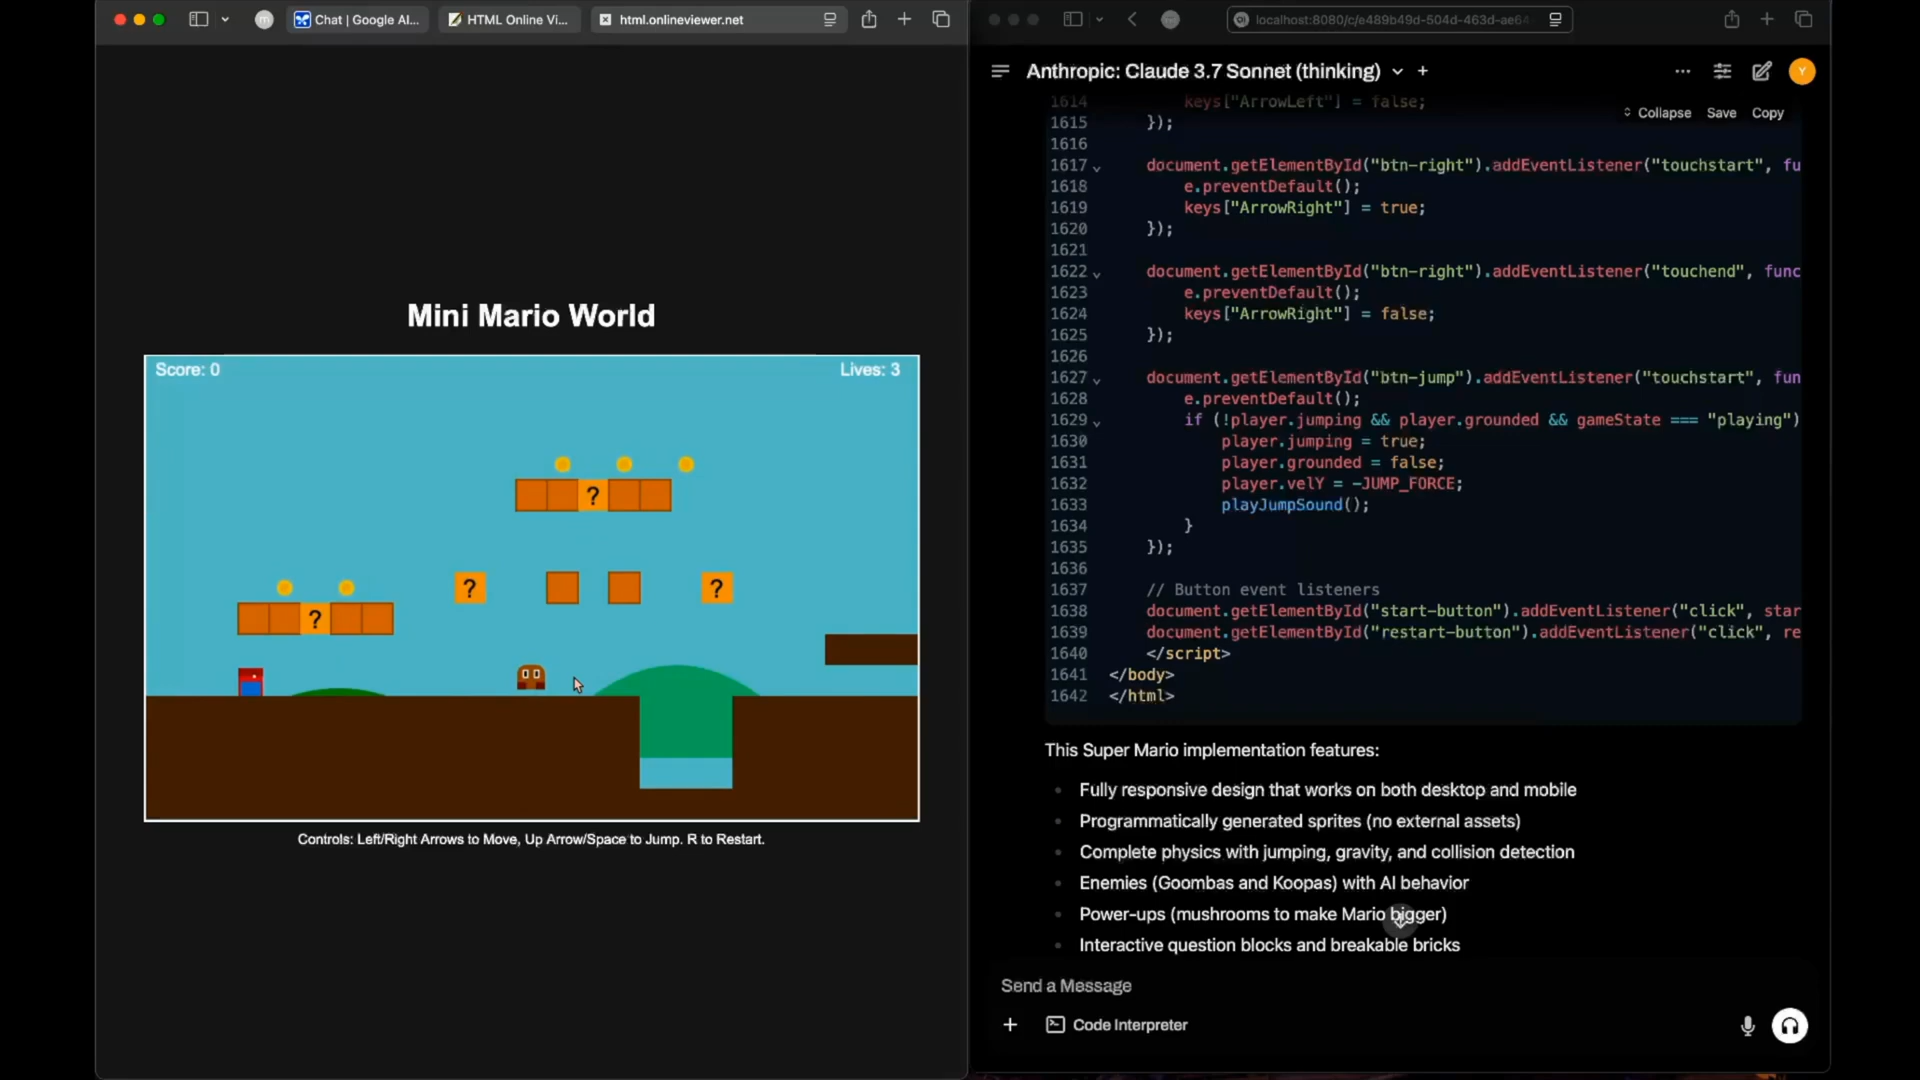 Chat | Google AI...
HTML Online Vi...
html.onlineviewer.net
Mini Mario World
Score: 0
Lives: 3
?
?
?
?
Controls: Left/Right Arrows to Move, Up Arrow/Space to Jump. R to Restart.
localhost:8080/c/e489b49d-504d-463d-ae64
Anthropic: Claude 3.7 Sonnet (thinking)
Y
Collapse Save Copy
1614 keys["ArrowLeft"] = false;
1615 });
1616
1617 document.getElementById("btn-right").addEventListener("touchstart", fu
1618 e.preventDefault();
1619 keys["ArrowRight"] = true;
1620 });
1621
1622 document.getElementById("btn-right").addEventListener("touchend", func
1623 e.preventDefault();
1624 keys["ArrowRight"] = false;
1625 });
1626
1627 document.getElementById("btn-jump").addEventListener("touchstart", fun
1628 e.preventDefault();
1629 if (!player.jumping && player.grounded && gameState === "playing")
1630 player.jumping = true;
1631 player.grounded = false;
1632 player.velY = -JUMP_FORCE;
1633 playJumpSound();
1634 }
1635 });
1636
1637 // Button event listeners
1638 document.getElementById("start-button").addEventListener("click", star
1639 document.getElementById("restart-button").addEventListener("click", re
1640 </script>
1641 </body>
1642 </html>
This Super Mario implementation features:
Fully responsive design that works on both desktop and mobile
Programmatically generated sprites (no external assets)
Complete physics with jumping, gravity, and collision detection
Enemies (Goombas and Koopas) with AI behavior
Power-ups (mushrooms to make Mario bigger)
Interactive question blocks and breakable bricks
Send a Message
Code Interpreter